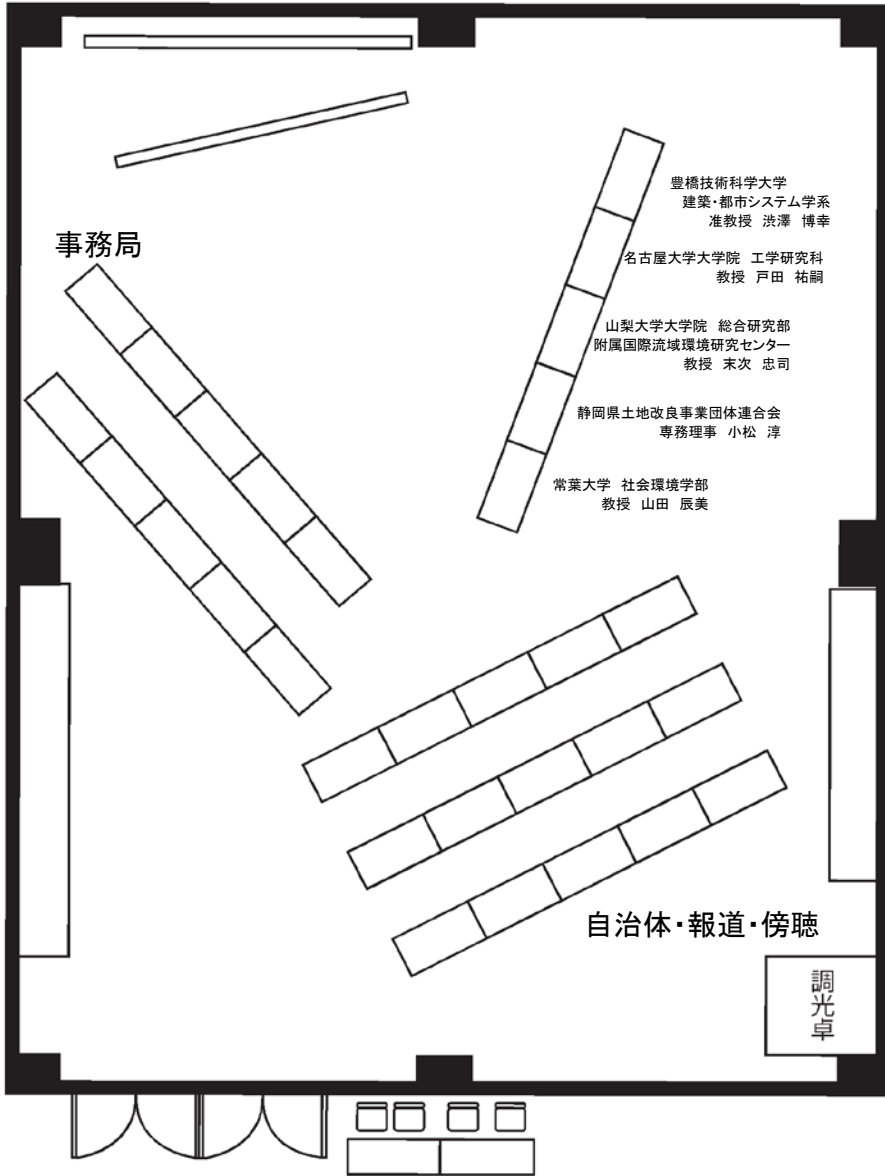 豊橋技術科学大学
建築・都市システム学系
准教授 渋澤 博幸
事務局
名古屋大学大学院 工学研究科
教授 戸田 祐嗣
山梨大学大学院 総合研究部
附属国際流域環境研究センター
教授 末次 忠司
静岡県土地改良事業団体連合会
専務理事 小松 淳
常葉大学 社会環境学部
教授 山田 辰美
自治体・報道・傍聴
調光卓